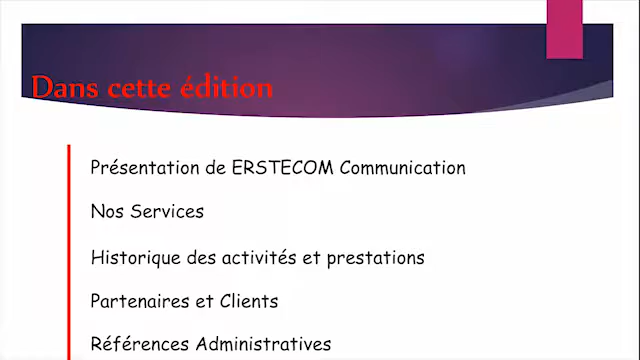 Dans cette édition
Présentation de ERSTECOM Communication
Nos Services
Historique des activités et prestations
Partenaires et Clients
Références Administratives